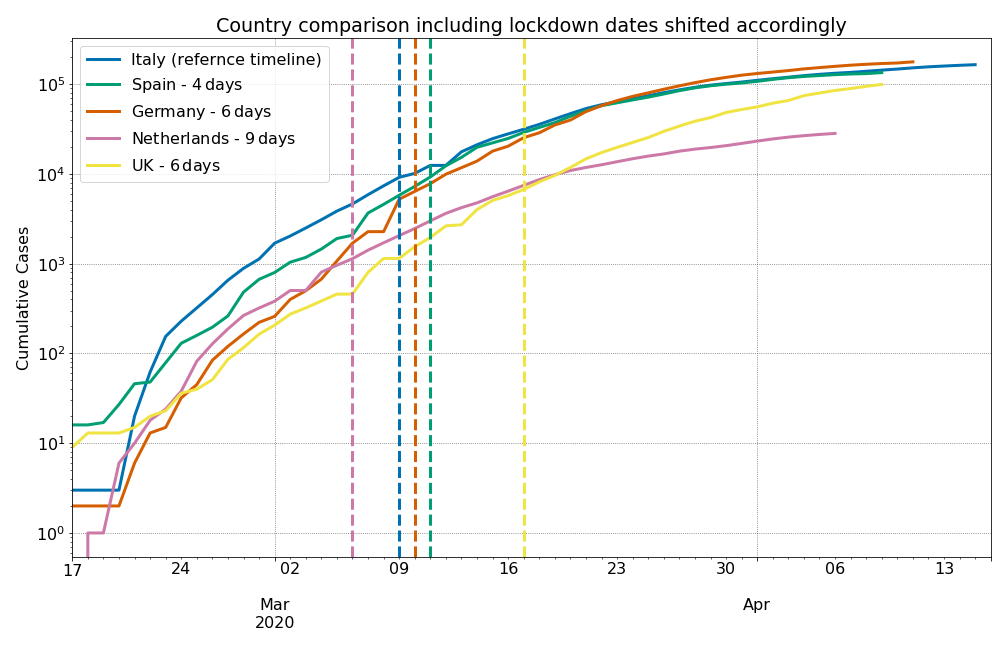 Country comparison including lockdown dates shifted accordingly
Italy (refernce timeline)
Spain - 4 days
Germany - 6 days
Netherlands - 9 days
UK - 6 days
Cumulative Cases
10^5
10^4
10^3
10^2
10^1
10^0
17 24 02 09 16 23 30 06 13
Mar Apr
2020